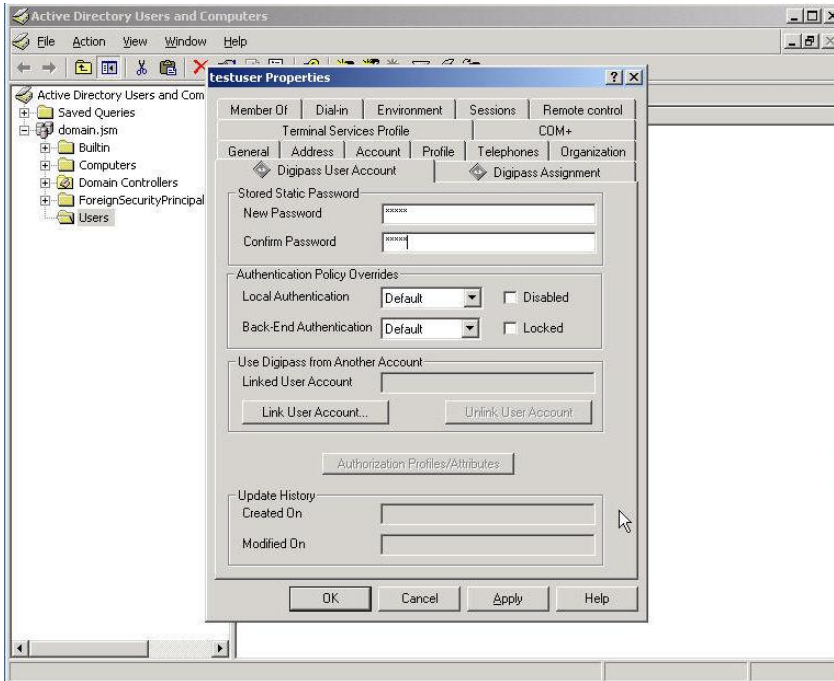 Active Directory Users and Computers
File Action View Window Help
Active Directory Users and Com
Saved Queries
domain.jsm
Builtin
Computers
Domain Controllers
ForeignSecurityPrincipal
Users
testuser Properties
Member Of Dial-in Environment Sessions Remote control
Terminal Services Profile COM+
General Address Account Profile Telephones Organization
Digipass User Account Digipass Assignment
Stored Static Password
New Password xxxxx
Confirm Password xxxxx
Authentication Policy Overrides
Local Authentication Default Disabled
Back-End Authentication Default Locked
Use Digipass from Another Account
Linked User Account
Link User Account... Unlink User Account
Authorization Profiles/Attributes
Update History
Created On
Modified On
OK Cancel Apply Help